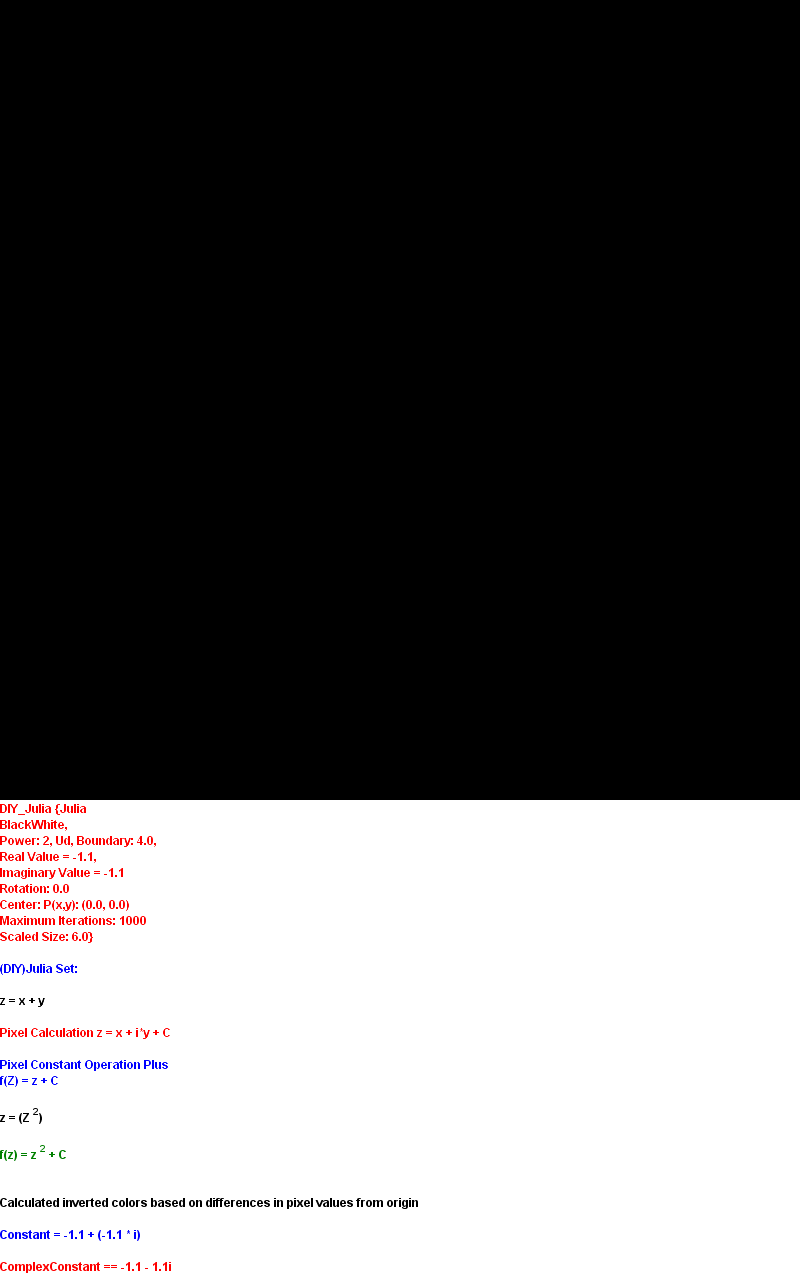 DIY_Julia {Julia
BlackWhite,
Power: 2, Ud, Boundary: 4.0,
Real Value = -1.1,
Imaginary Value = -1.1
Rotation: 0.0
Center: P(x,y): (0.0, 0.0)
Maximum Iterations: 1000
Scaled Size: 6.0}
(DIY)Julia Set:
z = x + y
Pixel Calculation z = x + i*y + C
Pixel Constant Operation Plus
f(Z) = z + C
z = (Z ²)
f(z) = z ² + C
Calculated inverted colors based on differences in pixel values from origin
Constant = -1.1 + (-1.1 * i)
ComplexConstant == -1.1 - 1.1i